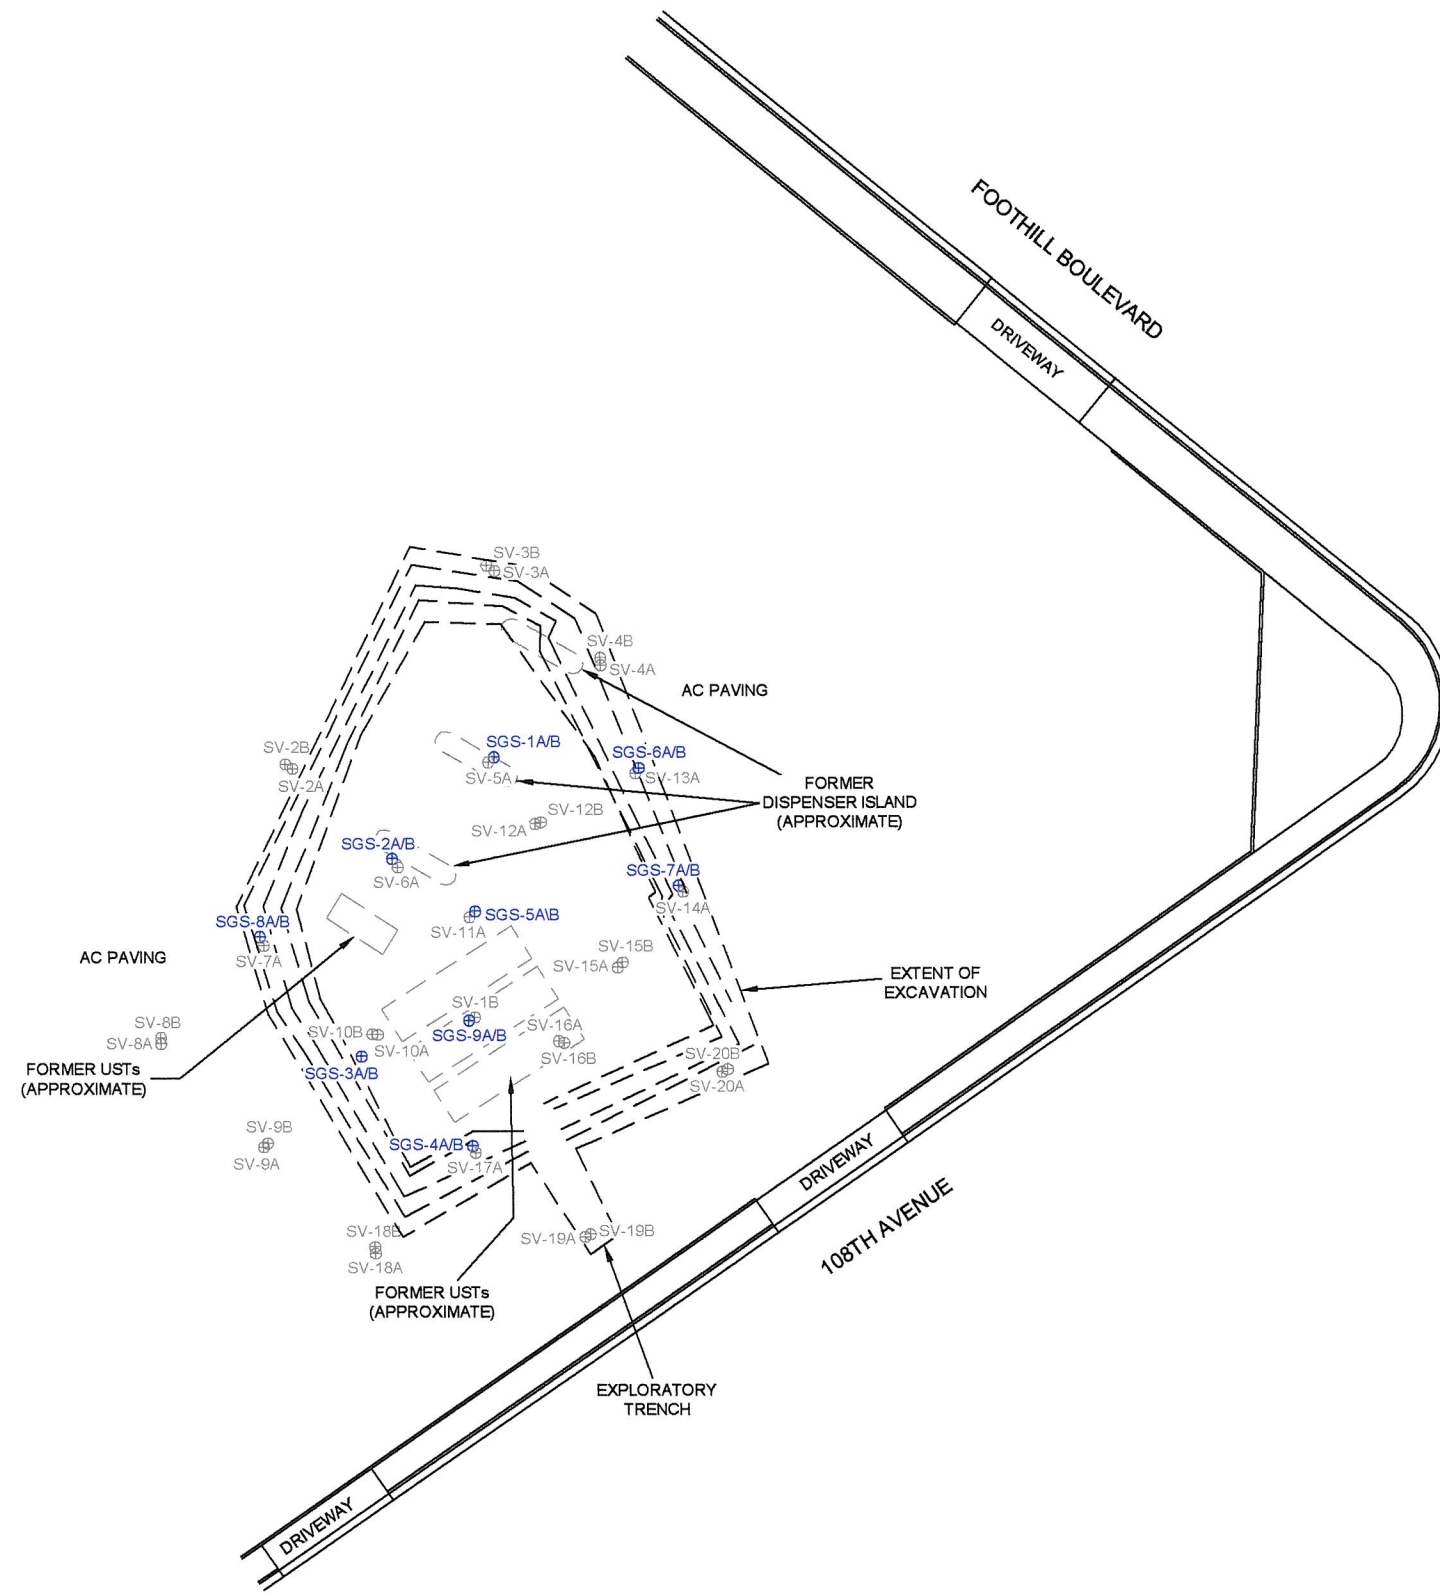 FOOTHILL BOULEVARD
DRIVEWAY
SV-3B
SV-3A
SV-4B
SV-4A
AC PAVING
SGS-1A/B
SV-5A
SGS-6A/B
SV-13A
SV-2B
SV-2A
FORMER
DISPENSER ISLAND
(APPROXIMATE)
SV-12B
SV-12A
SGS-2A/B
SV-6A
SGS-7A/B
SV-14A
SGS-5A\B
SV-11A
SGS-8A/B
SV-7A
AC PAVING
SV-15B
SV-15A
EXTENT OF
EXCAVATION
SV-1B
SGS-9A/B
SV-8B
SV-8A
SV-10B
SV-10A
SV-16A
SV-16B
SV-20B
SV-20A
FORMER USTs
(APPROXIMATE)
SGS-3A/B
SV-9B
SV-9A
SGS-4A/B
SV-17A
DRIVEWAY
108TH AVENUE
SV-18B
SV-18A
SV-19A
SV-19B
FORMER USTs
(APPROXIMATE)
EXPLORATORY
TRENCH
DRIVEWAY